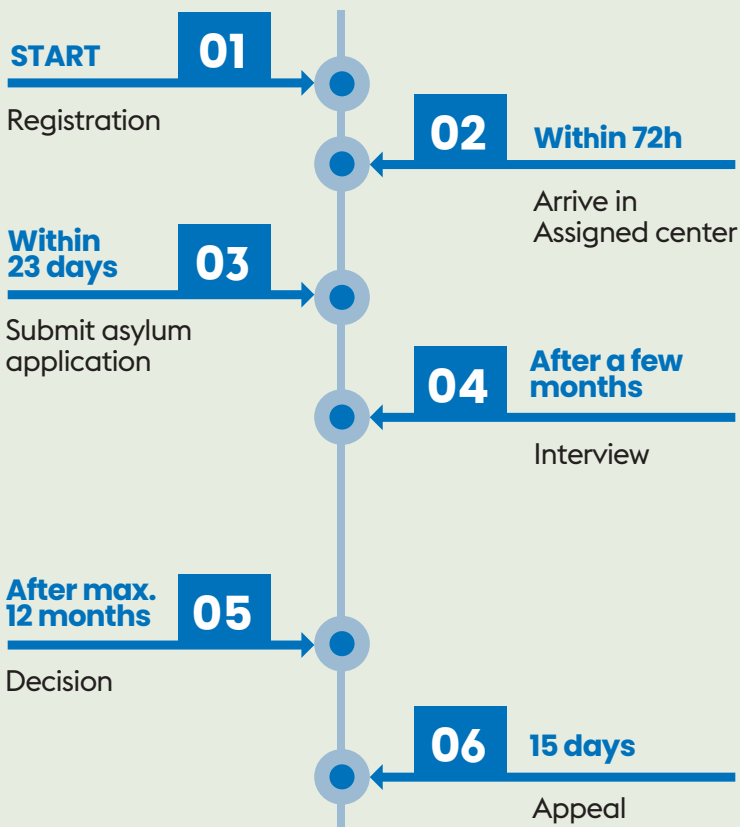 START
01
Registration
02
Within 72h
Arrive in
Assigned center
Within
23 days
03
Submit asylum
application
04
After a few
months
Interview
After max.
12 months
05
Decision
06
15 days
Appeal